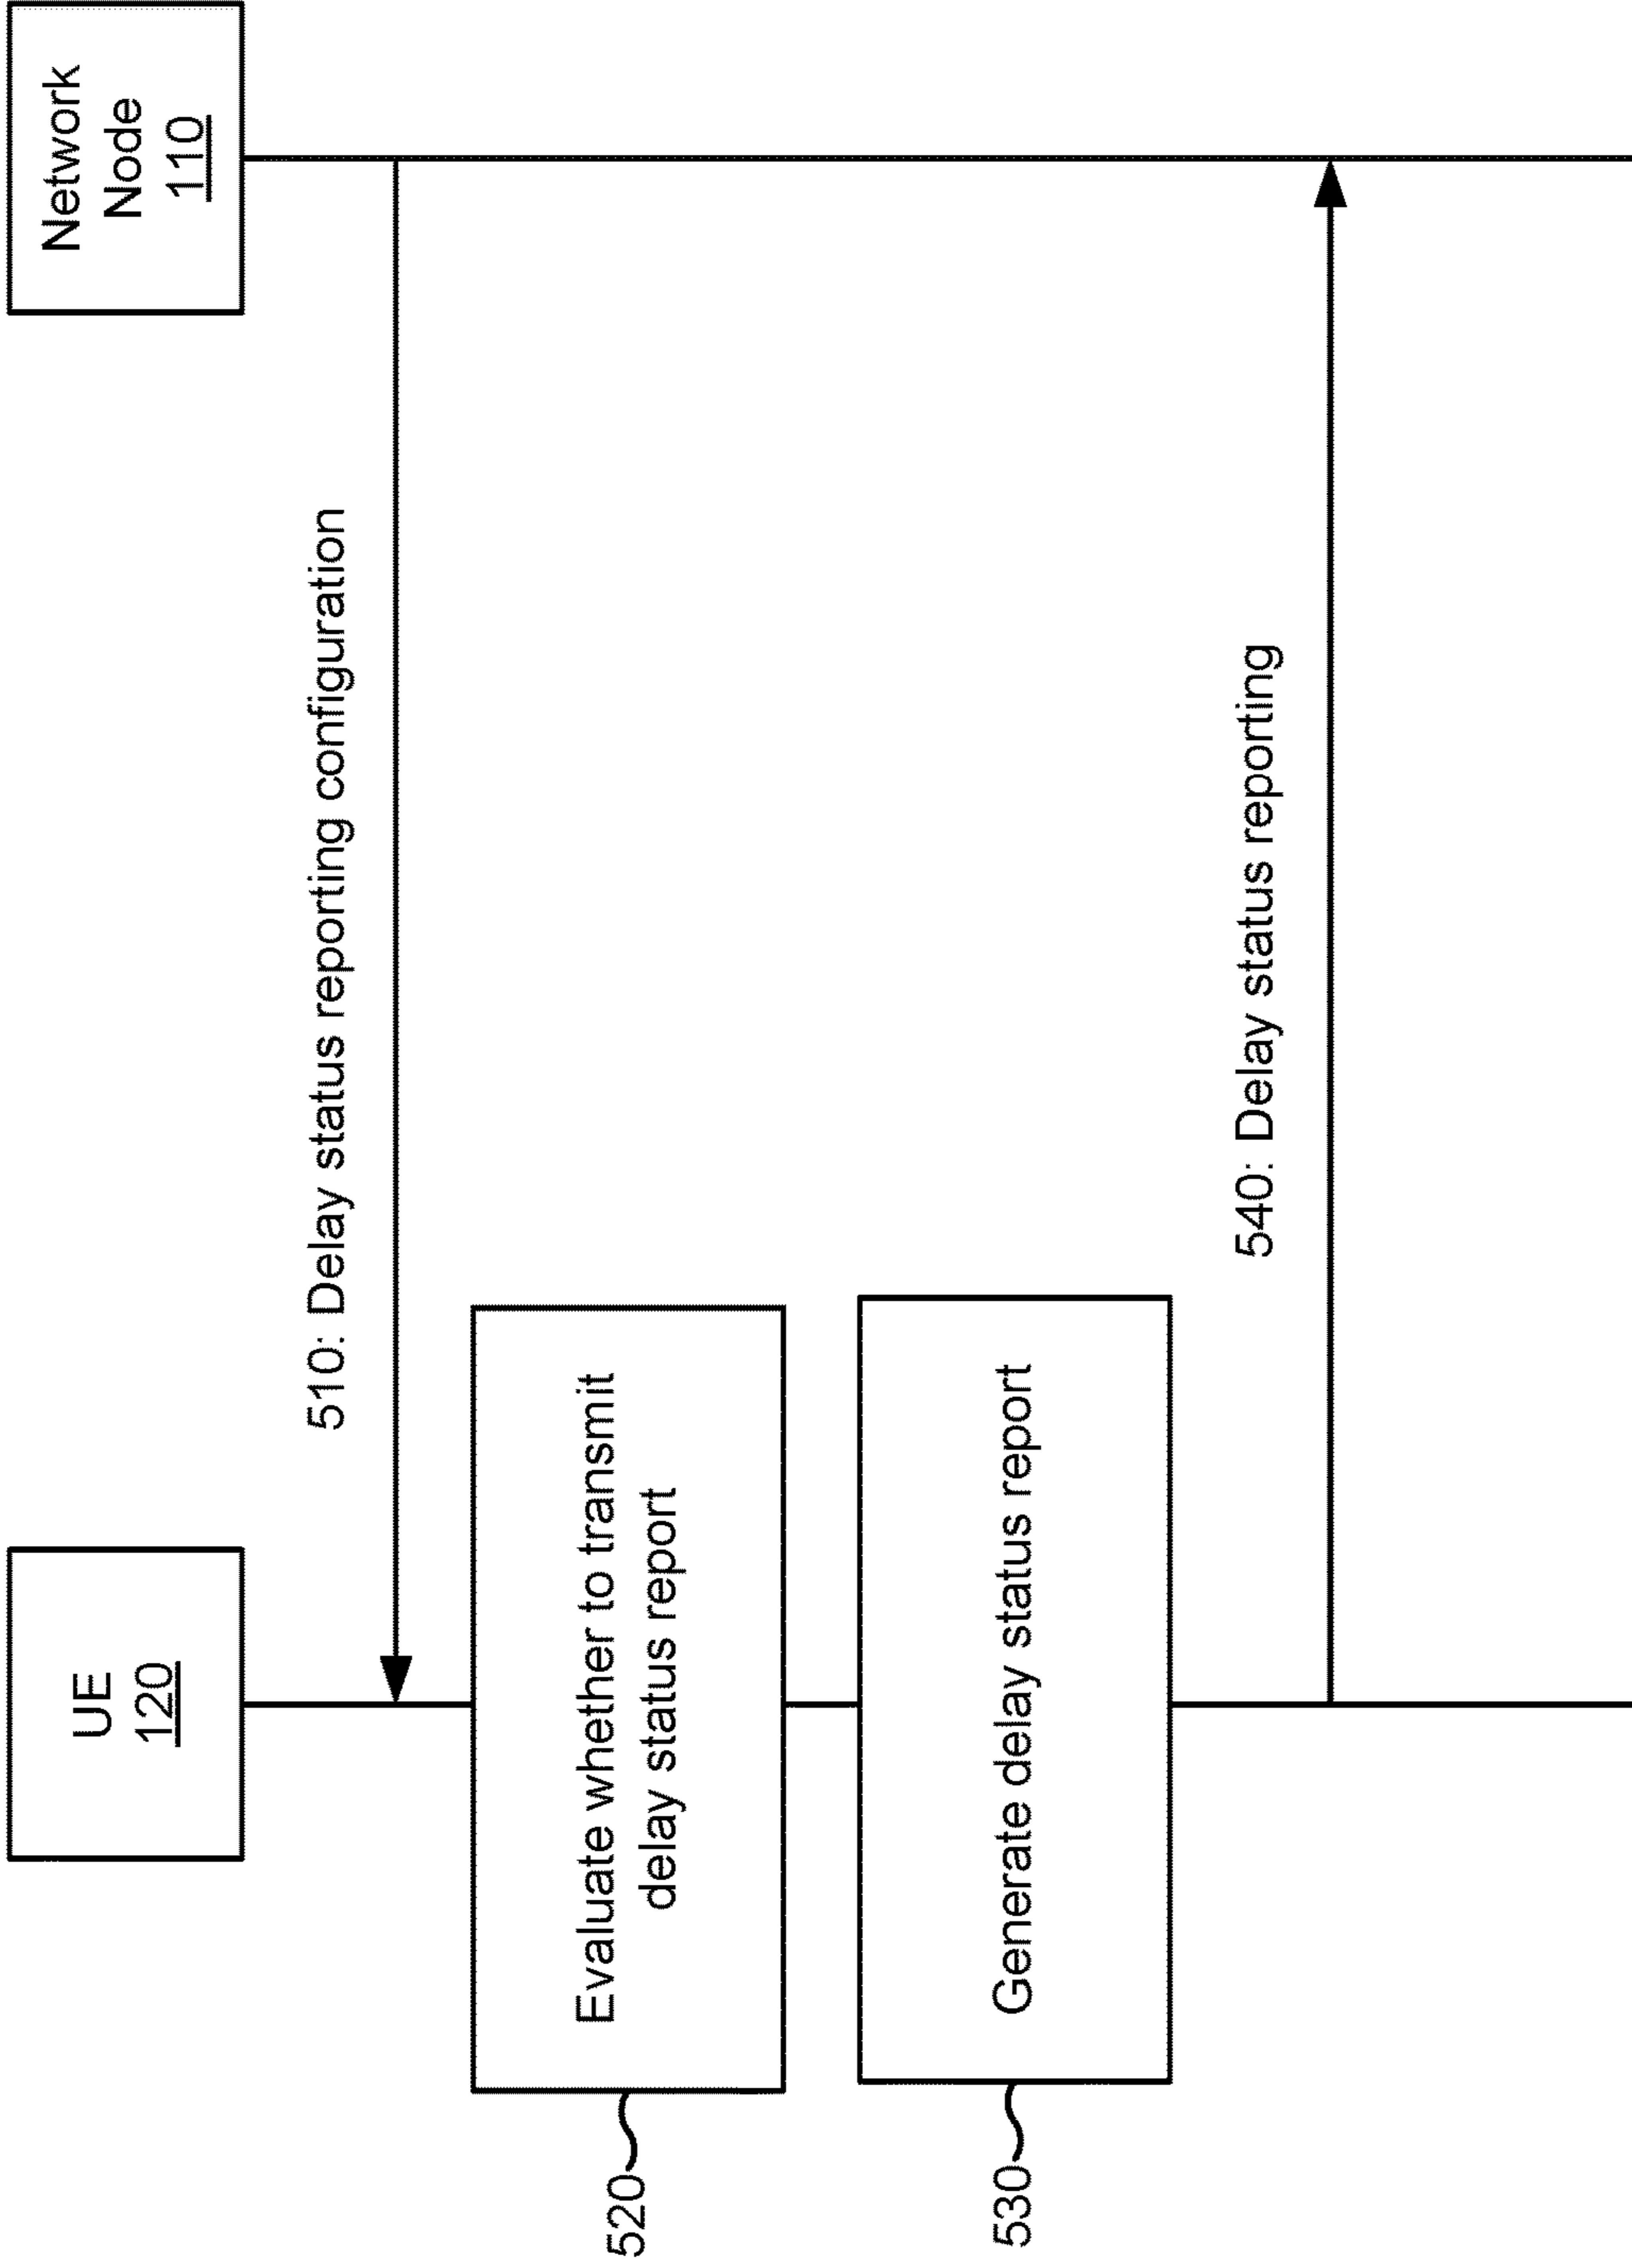 UE
120
Network
Node
110
510: Delay status reporting configuration
Evaluate whether to transmit
delay status report
520
Generate delay status report
530
540: Delay status reporting